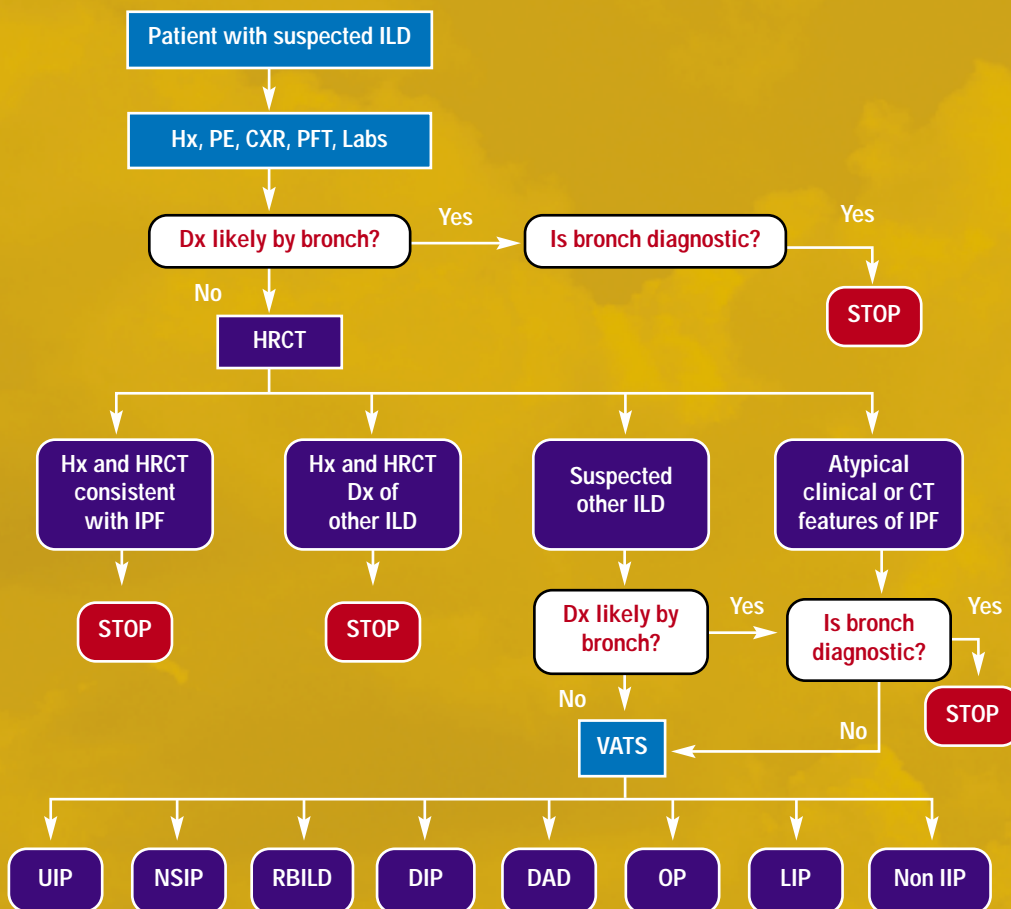 Patient with suspected ILD
Hx, PE, CXR, PFT, Labs
Dx likely by bronch?
Yes
Is bronch diagnostic?
Yes
STOP
No
HRCT
Hx and HRCT
consistent
with IPF
Hx and HRCT
Dx of
other ILD
Suspected
other ILD
Atypical
clinical or CT
features of IPF
STOP
STOP
Dx likely by
bronch?
Yes
Is bronch
diagnostic?
Yes
STOP
No
No
VATS
UIP
NSIP
RBILD
DIP
DAD
OP
LIP
Non IIP